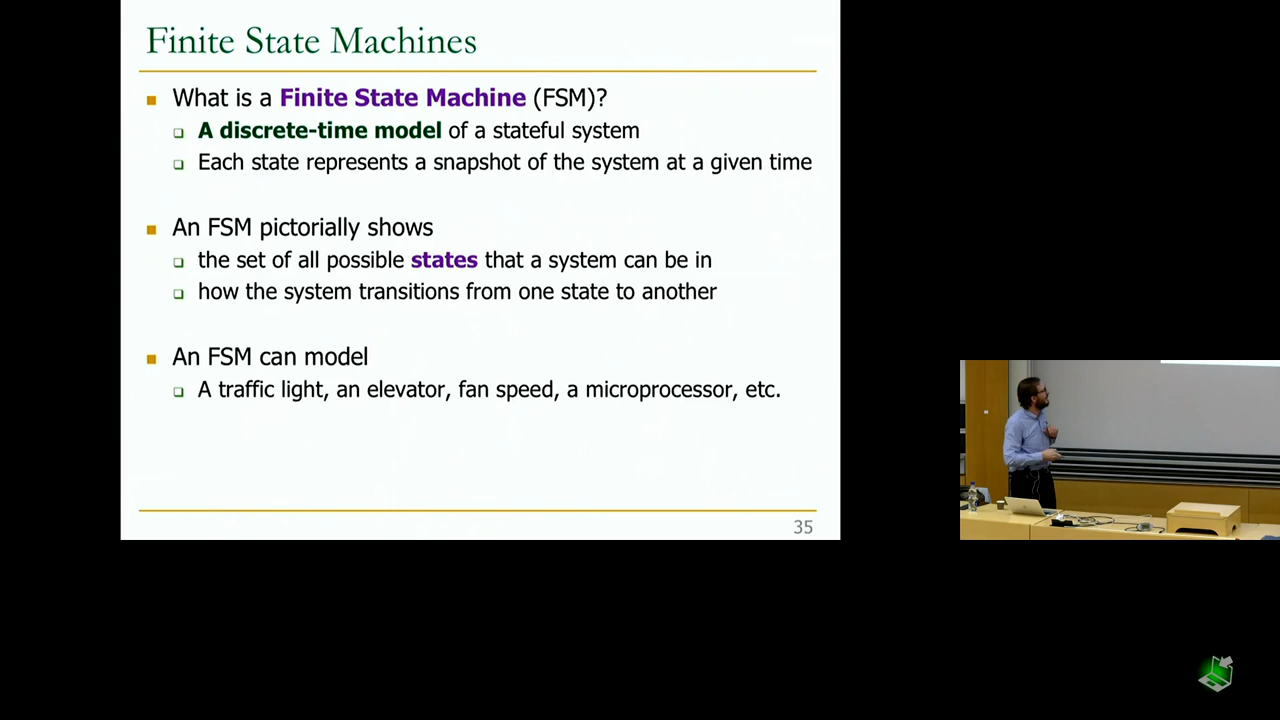 Finite State Machines
What is a Finite State Machine (FSM)?
A discrete-time model of a stateful system
Each state represents a snapshot of the system at a given time
An FSM pictorially shows
the set of all possible states that a system can be in
how the system transitions from one state to another
An FSM can model
A traffic light, an elevator, fan speed, a microprocessor, etc.
35